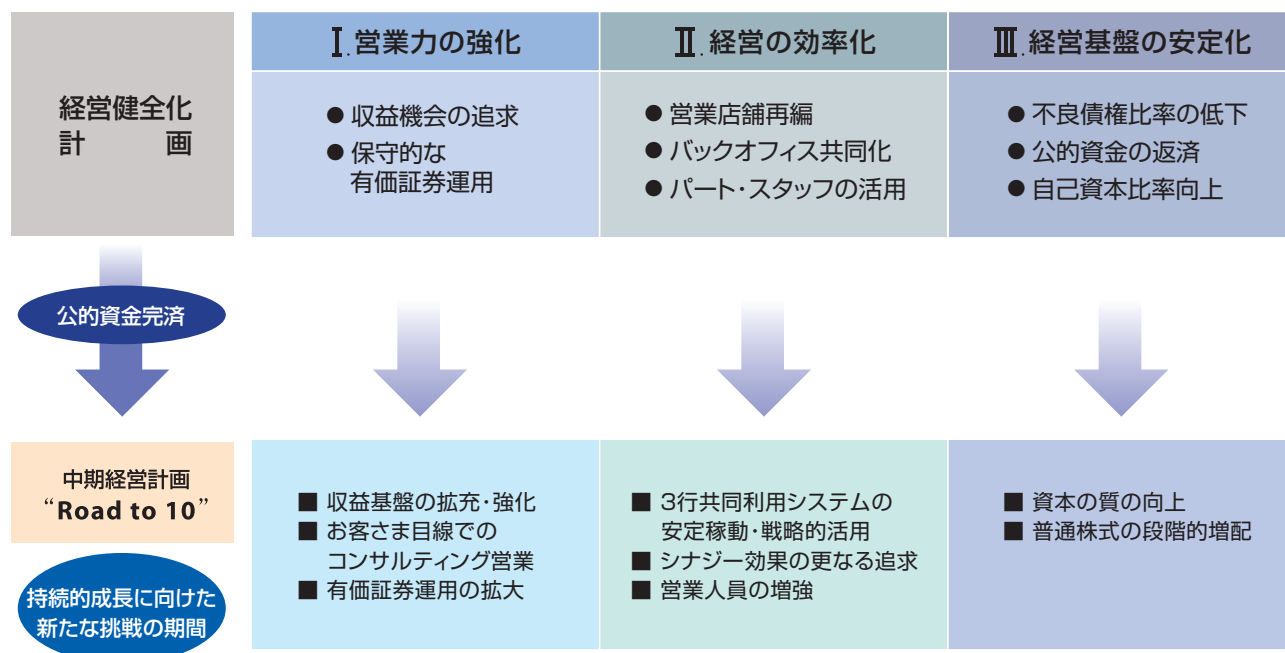 Ⅰ.営業力の強化
Ⅱ.経営の効率化
Ⅲ.経営基盤の安定化
経営健全化
計 画
● 収益機会の追求
● 保守的な
有価証券運用
● 営業店舗再編
● バックオフィス共同化
● パート・スタッフの活用
● 不良債権比率の低下
● 公的資金の返済
● 自己資本比率向上
公的資金完済
中期経営計画
“Road to 10”
持続的成長に向けた
新たな挑戦の期間
■ 収益基盤の拡充・強化
■ お客さま目線での
コンサルティング営業
■ 有価証券運用の拡大
■ 3行共同利用システムの
安定稼動・戦略的活用
■ シナジー効果の更なる追求
■ 営業人員の増強
■ 資本の質の向上
■ 普通株式の段階的増配